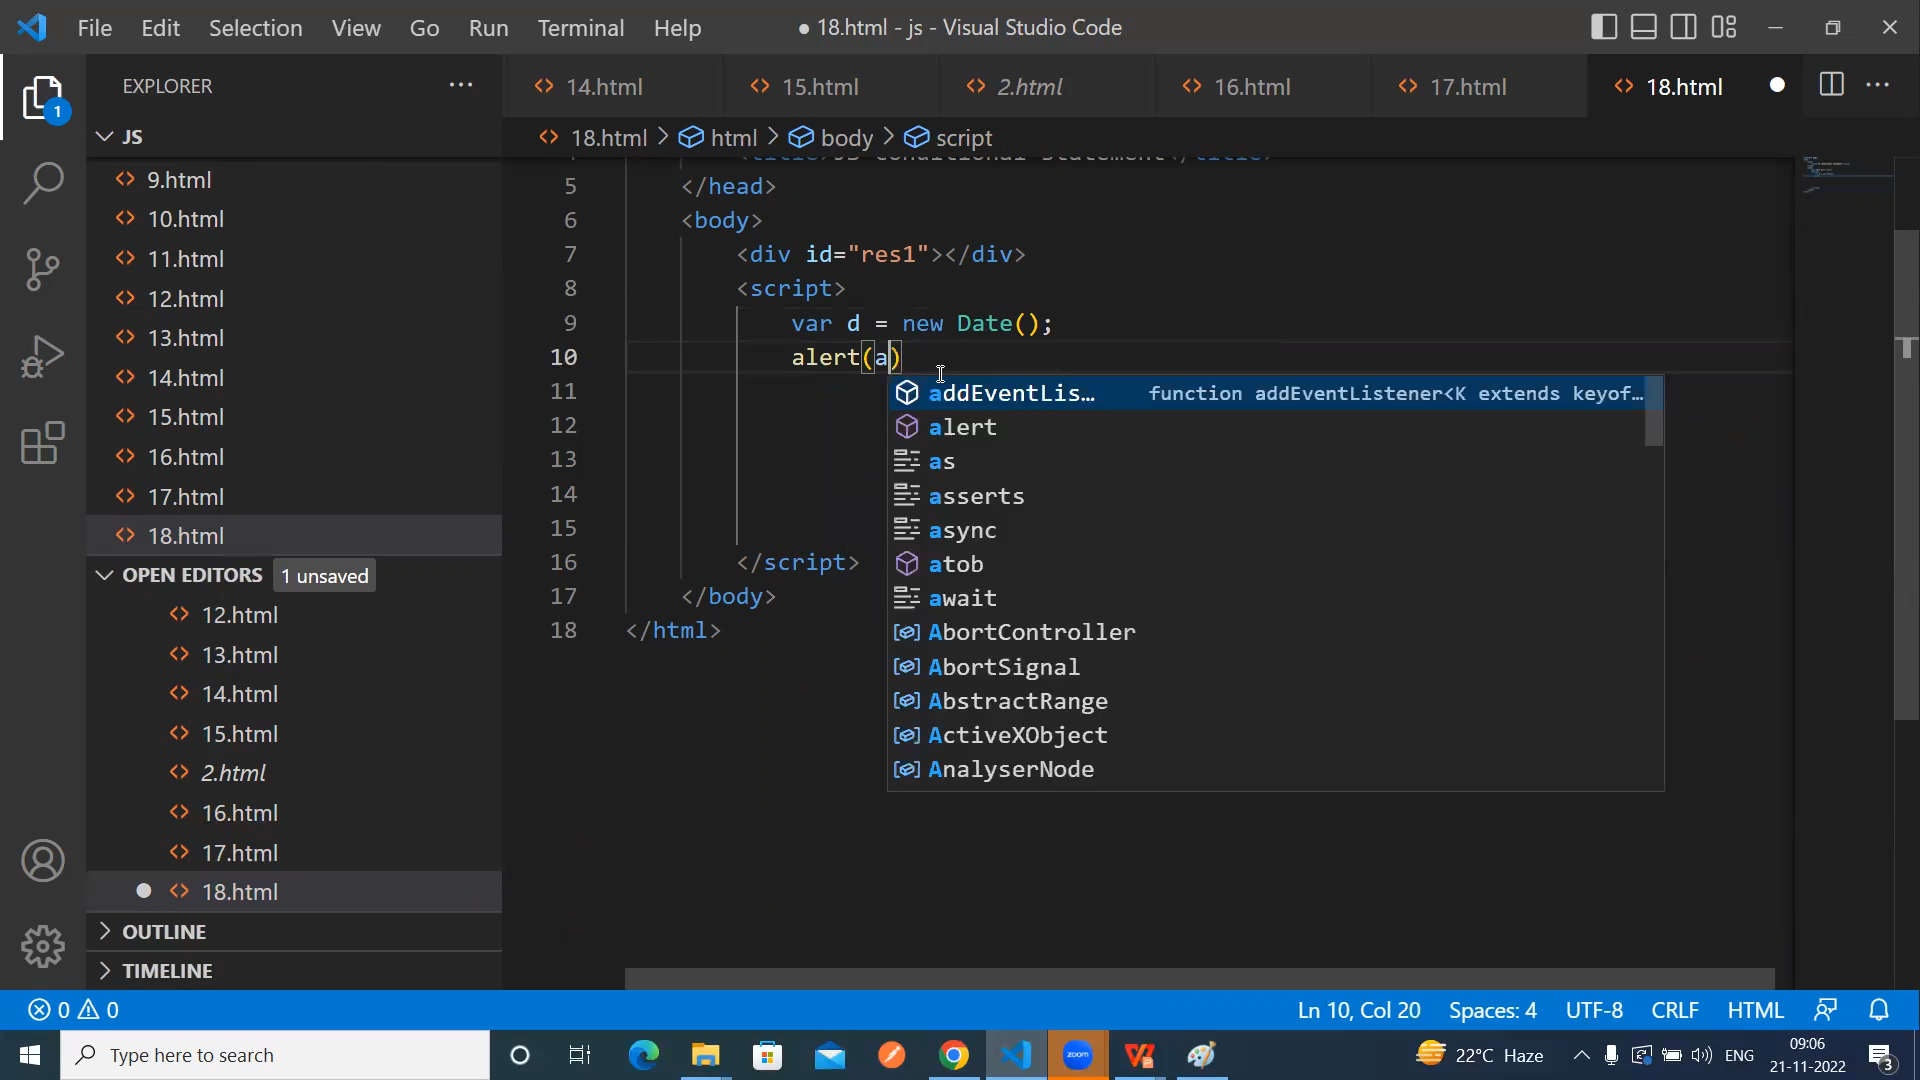 File Edit Selection View Go Run Terminal Help
● 18.html - js - Visual Studio Code
EXPLORER
1
JS
9.html
10.html
11.html
12.html
13.html
14.html
15.html
16.html
17.html
18.html
OPEN EDITORS 1 unsaved
12.html
13.html
14.html
15.html
2.html
16.html
17.html
18.html
OUTLINE
TIMELINE
14.html 15.html 2.html 16.html 17.html 18.html
18.html > html > body > script
5 </head>
6 <body>
7 <div id="res1"></div>
8 <script>
9 var d = new Date();
10 alert(a)
11
12
13
14
15
16 </script>
17 </body>
18 </html>
addEventLis… function addEventListener<K extends keyof…
alert
as
asserts
async
atob
await
AbortController
AbortSignal
AbstractRange
ActiveXObject
AnalyserNode
0 0 Ln 10, Col 20 Spaces: 4 UTF-8 CRLF HTML
Type here to search
zoom
22°C Haze
ENG
09:06
21-11-2022
3